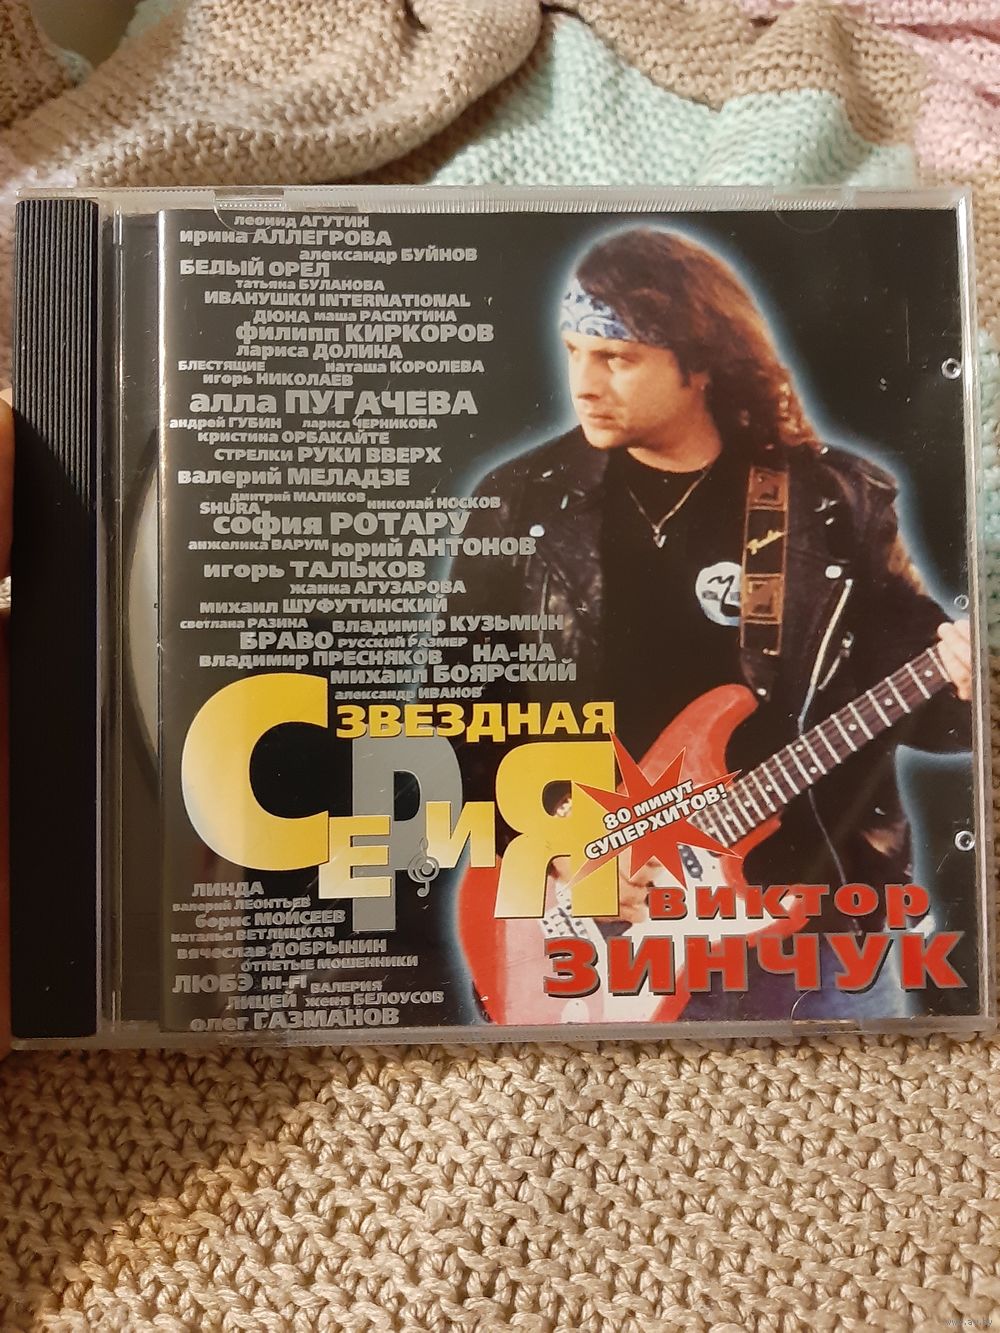 леонид АГУТИН
ирина АЛЛЕГРОВА
александр БУЙНОВ
БЕЛЫЙ ОРЕЛ
татьяна БУЛАНОВА
ИВАНУШКИ INTERNATIONAL
ДЮНА маша РАСПУТИНА
филипп КИРКОРОВ
лариса ДОЛИНА
БЛЕСТЯЩИЕ наташа КОРОЛЕВА
игорь НИКОЛАЕВ
алла ПУГАЧЕВА
андрей ГУБИН лариса ЧЕРНИКОВА
кристина ОРБАКАЙТЕ
СТРЕЛКИ РУКИ ВВЕРХ
валерий МЕЛАДЗЕ
дмитрий МАЛИКОВ
SHURA николай НОСКОВ
софия РОТАРУ
анжелика ВАРУМ юрий АНТОНОВ
игорь ТАЛЬКОВ
жанна АГУЗАРОВА
михаил ШУФУТИНСКИЙ
светлана РАЗИНА владимир КУЗЬМИН
БРАВО РУССКИЙ РАЗМЕР НА-НА
владимир ПРЕСНЯКОВ
михаил БОЯРСКИЙ
александр ИВАНОВ
ЗВЕЗДНАЯ
СЕРИЯ
80 МИНУТ
СУПЕРХИТОВ!
ВИКТОР
ЗИНЧУК
ЛИНДА
валерий ЛЕОНТЬЕВ
борис МОИСЕЕВ
наталья ВЕТЛИЦКАЯ
вячеслав ДОБРЫНИН
ОТПЕТЫЕ МОШЕННИКИ
ЛЮБЭ HI-FI ВАЛЕРИЯ
ЛИЦЕЙ женя БЕЛОУСОВ
олег ГАЗМАНОВ